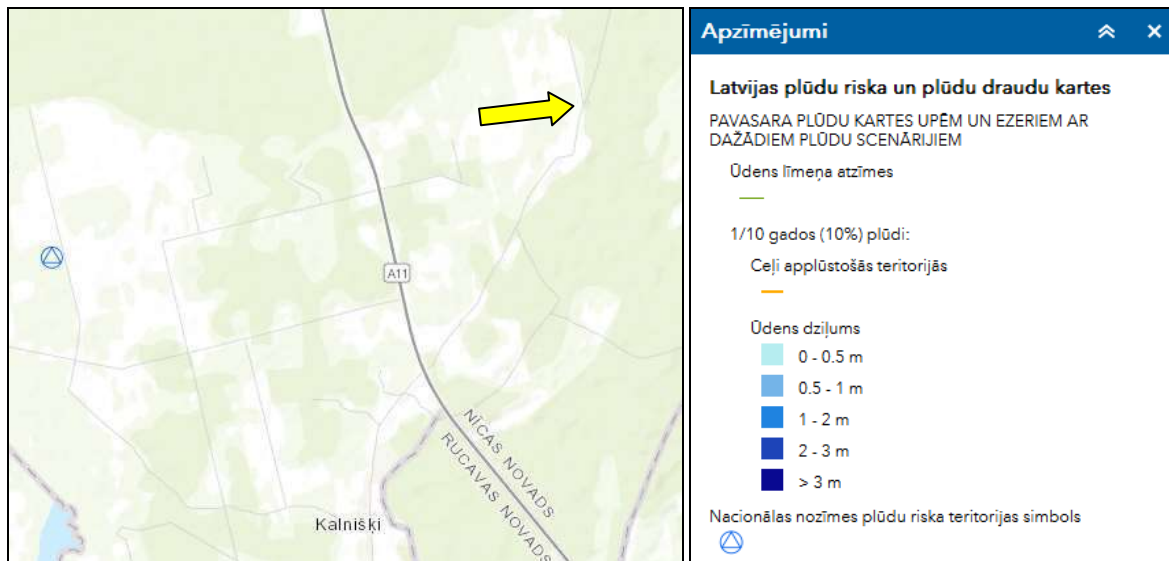 A11
NĪCAS NOVADS
RUCAVAS NOVADS
Kalnišķi
Apzīmējumi
Latvijas plūdu riska un plūdu draudu kartes
PAVASARA PLŪDU KARTES UPĒM UN EZERIEM AR
DAŽĀDIEM PLŪDU SCENĀRIJIEM
Ūdens līmeņa atzīmes
1/10 gados (10%) plūdi:
Ceļi applūstošās teritorijās
Ūdens dziļums
0 - 0.5 m
0.5 - 1 m
1 - 2 m
2 - 3 m
> 3 m
Nacionālas nozīmes plūdu riska teritorijas simbols